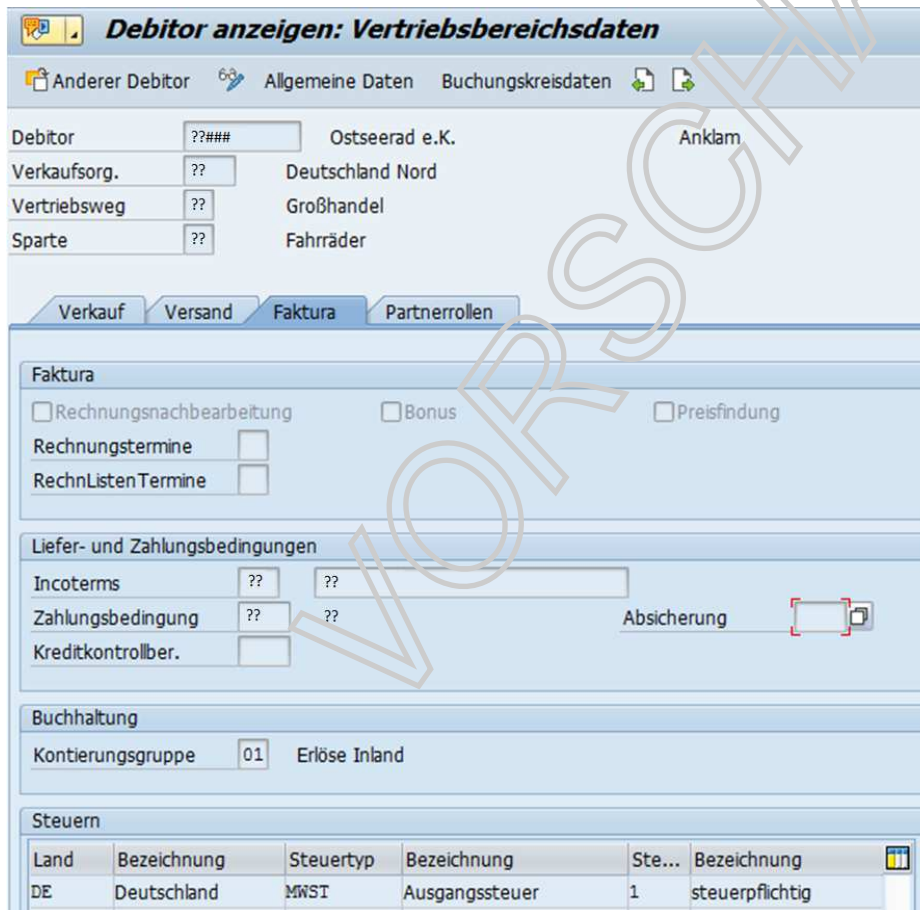 Debitor anzeigen: Vertriebsbereichsdaten
Anderer Debitor Allgemeine Daten Buchungskreisdaten
Debitor ??### Ostseerad e.K. Anklam
Verkaufsorg. ?? Deutschland Nord
Vertriebsweg ?? Großhandel
Sparte ?? Fahrräder
Verkauf Versand Faktura Partnerrollen
Faktura
Rechnungsnachbearbeitung Bonus Preisfindung
Rechnungstermine
RechnListenTermine
Liefer- und Zahlungsbedingungen
Incoterms ?? ??
Zahlungsbedingung ?? ?? Absicherung
Kreditkontrollber.
Buchhaltung
Kontierungsgruppe 01 Erlöse Inland
Steuern
Land Bezeichnung Steuertyp Bezeichnung Ste... Bezeichnung
DE Deutschland MWST Ausgangssteuer 1 steuerpflichtig
VORSCHA